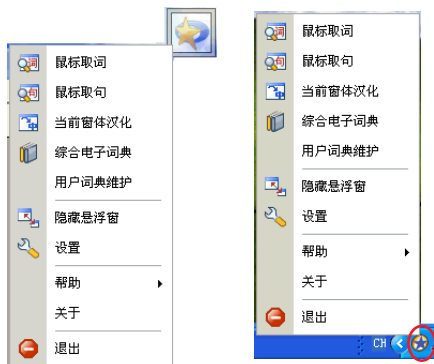 鼠标取词
鼠标取句
当前窗体汉化
综合电子词典
用户词典维护
隐藏悬浮窗
设置
帮助
关于
退出
鼠标取词
鼠标取句
当前窗体汉化
综合电子词典
用户词典维护
隐藏悬浮窗
设置
帮助
关于
退出
CH